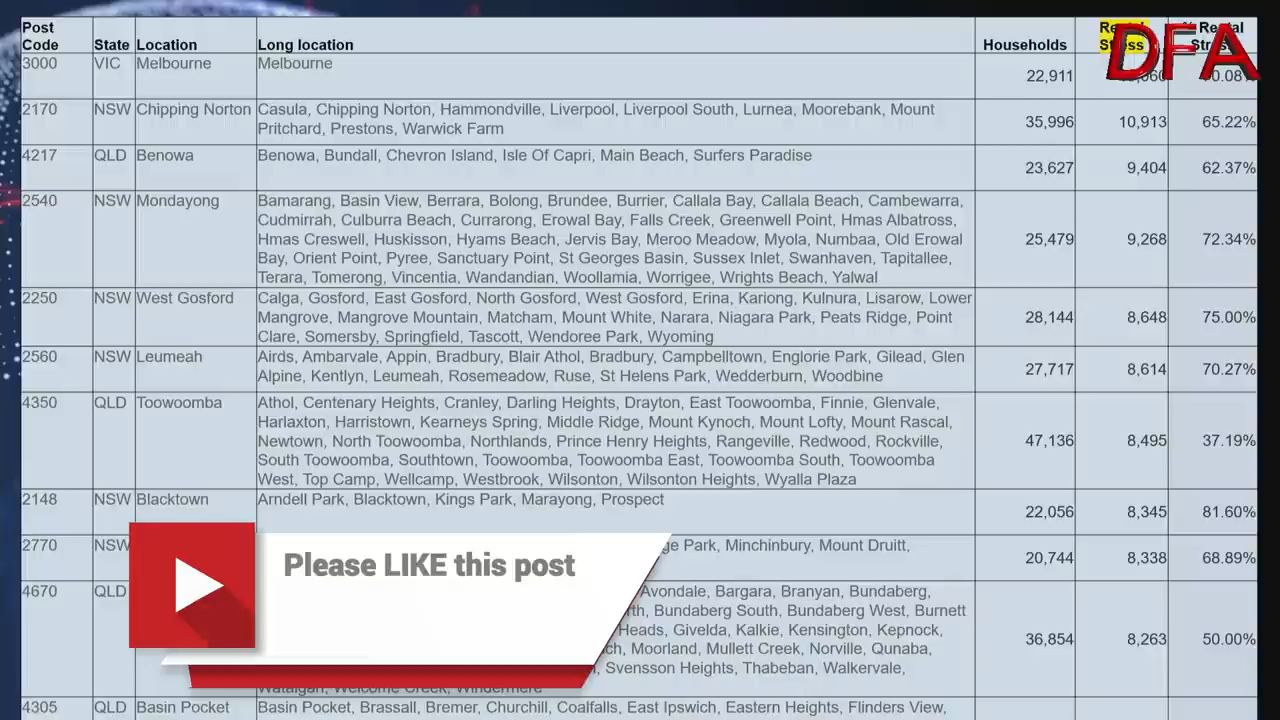 Post Code State Location Long location Households Rental Stress % Rental Stress
DFA
3000 VIC Melbourne Melbourne 22,911
2170 NSW Chipping Norton Casula, Chipping Norton, Hammondville, Liverpool, Liverpool South, Lurnea, Moorebank, Mount
Pritchard, Prestons, Warwick Farm 35,996 10,913 65.22%
4217 QLD Benowa Benowa, Bundall, Chevron Island, Isle Of Capri, Main Beach, Surfers Paradise
23,627 9,404 62.37%
2540 NSW Mondayong Bamarang, Basin View, Berrara, Bolong, Brundee, Burrier, Callala Bay, Callala Beach, Cambewarra,
Cudmirrah, Culburra Beach, Currarong, Erowal Bay, Falls Creek, Greenwell Point, Hmas Albatross,
Hmas Creswell, Huskisson, Hyams Beach, Jervis Bay, Meroo Meadow, Myola, Numbaa, Old Erowal 25,479 9,268 72.34%
Bay, Orient Point, Pyree, Sanctuary Point, St Georges Basin, Sussex Inlet, Swanhaven, Tapitallee,
Terara, Tomerong, Vincentia, Wandandian, Woollamia, Worrigee, Wrights Beach, Yalwal
2250 NSW West Gosford Calga, Gosford, East Gosford, North Gosford, West Gosford, Erina, Kariong, Kulnura, Lisarow, Lower
Mangrove, Mangrove Mountain, Matcham, Mount White, Narara, Niagara Park, Peats Ridge, Point 28,144 8,648 75.00%
Clare, Somersby, Springfield, Tascott, Wendoree Park, Wyoming
2560 NSW Leumeah Airds, Ambarvale, Appin, Bradbury, Blair Athol, Bradbury, Campbelltown, Englorie Park, Gilead, Glen
Alpine, Kentlyn, Leumeah, Rosemeadow, Ruse, St Helens Park, Wedderburn, Woodbine 27,717 8,614 70.27%
4350 QLD Toowoomba Athol, Centenary Heights, Cranley, Darling Heights, Drayton, East Toowoomba, Finnie, Glenvale,
Harlaxton, Harristown, Kearneys Spring, Middle Ridge, Mount Kynoch, Mount Lofty, Mount Rascal,
Newtown, North Toowoomba, Northlands, Prince Henry Heights, Rangeville, Redwood, Rockville, 47,136 8,495 37.19%
South Toowoomba, Southtown, Toowoomba, Toowoomba East, Toowoomba South, Toowoomba
West, Top Camp, Wellcamp, Westbrook, Wilsonton, Wilsonton Heights, Wyalla Plaza
2148 NSW Blacktown Arndell Park, Blacktown, Kings Park, Marayong, Prospect
22,056 8,345 81.60%
2770 NSW Park, Minchinbury, Mount Druitt,
20,744 8,338 68.89%
Please LIKE this post
4670 QLD Avondale, Bargara, Branyan, Bundaberg,
Bundaberg South, Bundaberg West, Burnett
Heads, Givelda, Kalkie, Kensington, Kepnock, 36,854 8,263 50.00%
Moorland, Mullett Creek, Norville, Qunaba,
Svensson Heights, Thabeban, Walkervale,
Watalgan, Welcome Creek, Windermere
4305 QLD Basin Pocket Basin Pocket, Brassall, Bremer, Churchill, Coalfalls, East Ipswich, Eastern Heights, Flinders View,